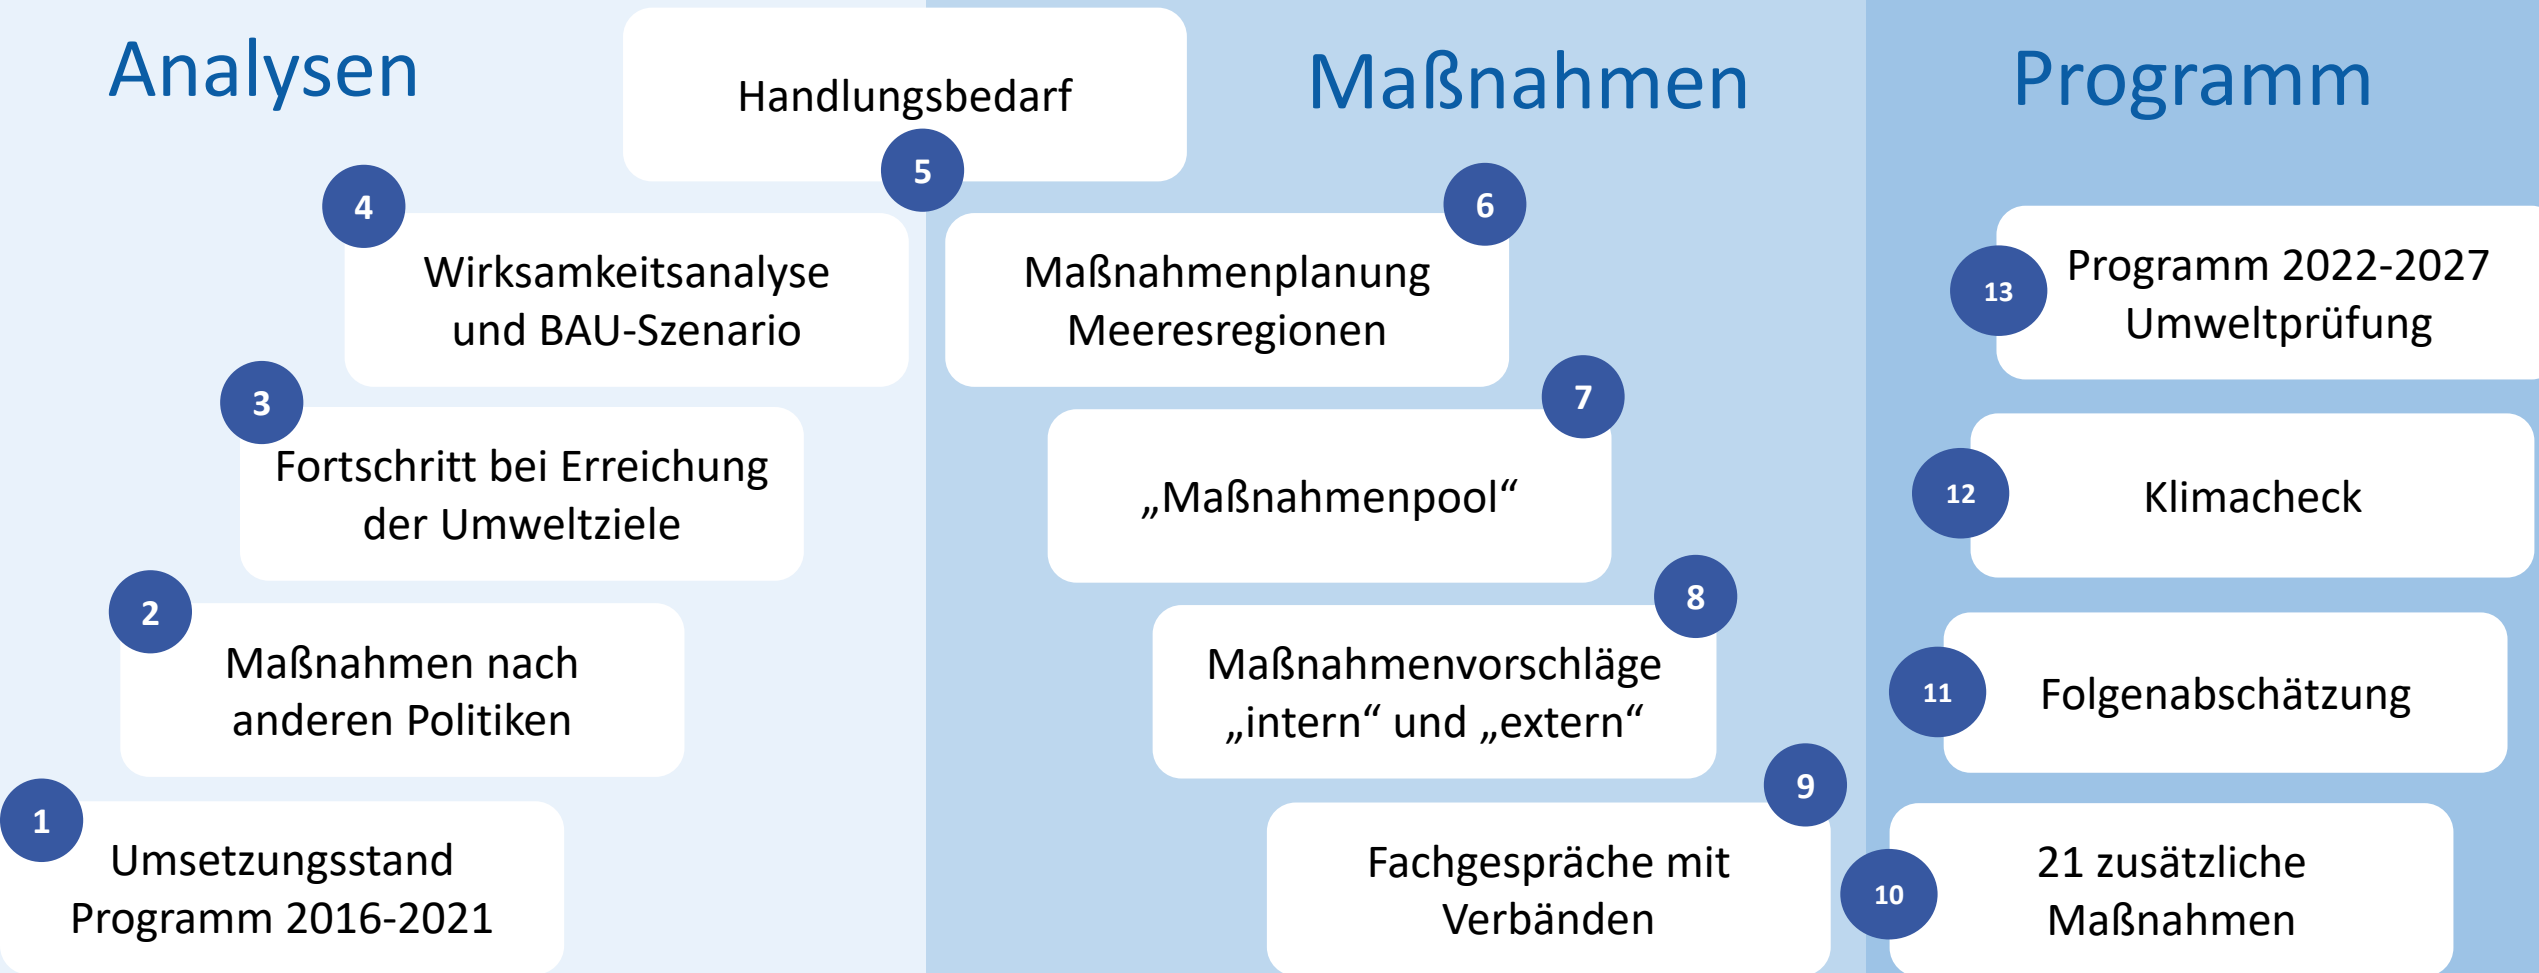 Analysen
Handlungsbedarf
5
4
Wirksamkeitsanalyse
und BAU-Szenario
3
Fortschritt bei Erreichung
der Umweltziele
2
Maßnahmen nach
anderen Politiken
1
Umsetzungsstand
Programm 2016-2021
Maßnahmen
6
Maßnahmenplanung
Meeresregionen
7
„Maßnahmenpool“
8
Maßnahmenvorschläge
„intern“ und „extern“
9
Fachgespräche mit
Verbänden
Programm
13
Programm 2022-2027
Umweltprüfung
12
Klimacheck
11
Folgenabschätzung
10
21 zusätzliche
Maßnahmen